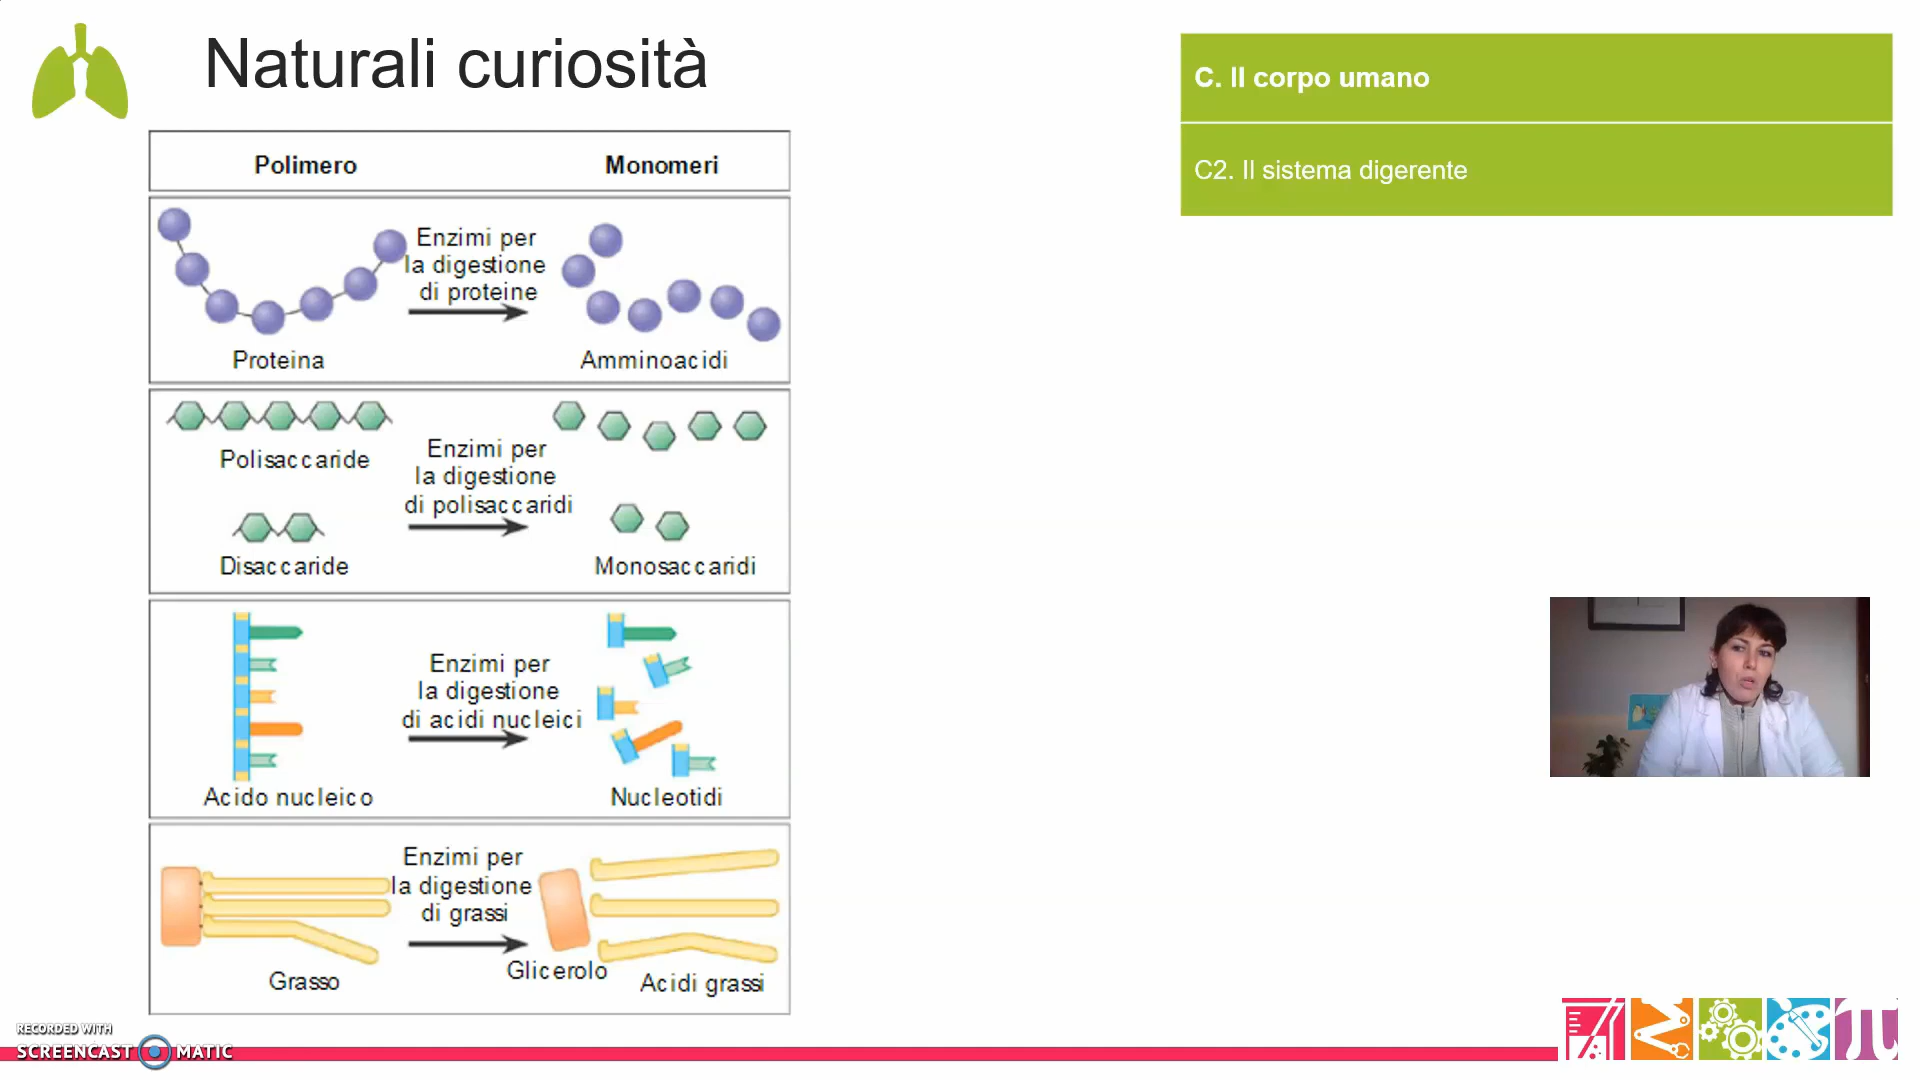 Naturali curiosità
C. Il corpo umano
C2. Il sistema digerente
Polimero
Monomeri
Enzimi per
la digestione
di proteine
Proteina
Amminoacidi
Polisaccaride
Enzimi per
la digestione
di polisaccaridi
Disaccaride
Monosaccaridi
Enzimi per
la digestione
di acidi nucleici
Acido nucleico
Nucleotidi
Enzimi per
la digestione
di grassi
Grasso
Glicerolo
Acidi grassi
RECORDED WITH
SCREENCAST MATIC